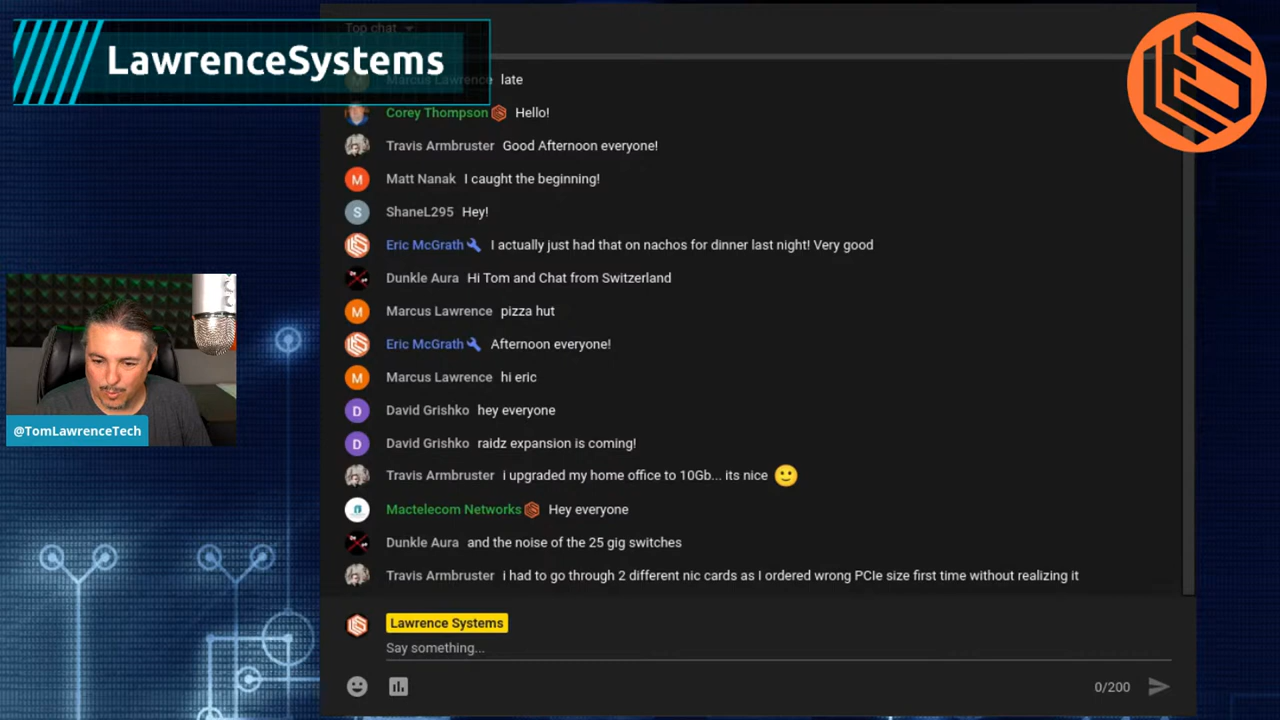 Top chat
LawrenceSystems
Marcus Lawrence late
Corey Thompson Hello!
Travis Armbruster Good Afternoon everyone!
M Matt Nanak I caught the beginning!
S ShaneL295 Hey!
Eric McGrath I actually just had that on nachos for dinner last night! Very good
Dunkle Aura Hi Tom and Chat from Switzerland
M Marcus Lawrence pizza hut
Eric McGrath Afternoon everyone!
M Marcus Lawrence hi eric
D David Grishko hey everyone
@TomLawrenceTech
D David Grishko raidz expansion is coming!
Travis Armbruster i upgraded my home office to 10Gb... its nice
Mactelecom Networks Hey everyone
Dunkle Aura and the noise of the 25 gig switches
Travis Armbruster i had to go through 2 different nic cards as I ordered wrong PCIe size first time without realizing it
Lawrence Systems
Say something...
0/200